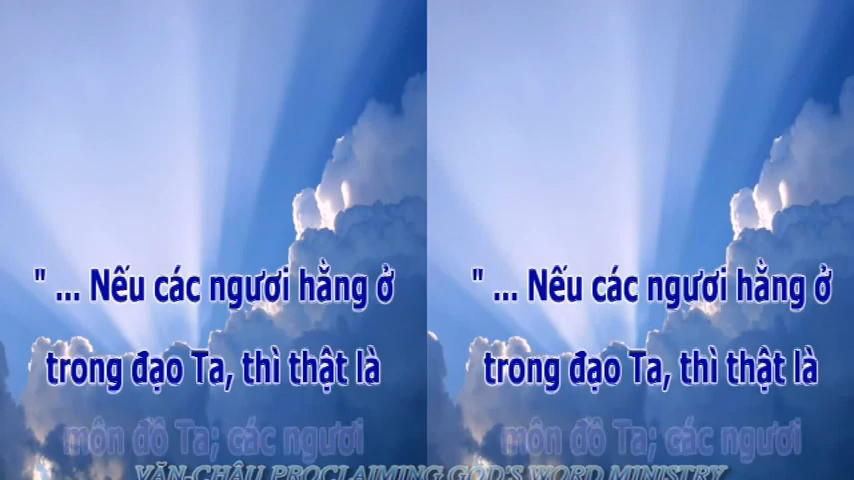 " ... Nếu các ngươi hằng ở
trong đạo Ta, thì thật là
môn đồ Ta; các ngươi
" ... Nếu các ngươi hằng ở
trong đạo Ta, thì thật là
môn đồ Ta; các ngươi
VĂN-CHÂU PROCLAIMING GOD'S WORD MINISTRY